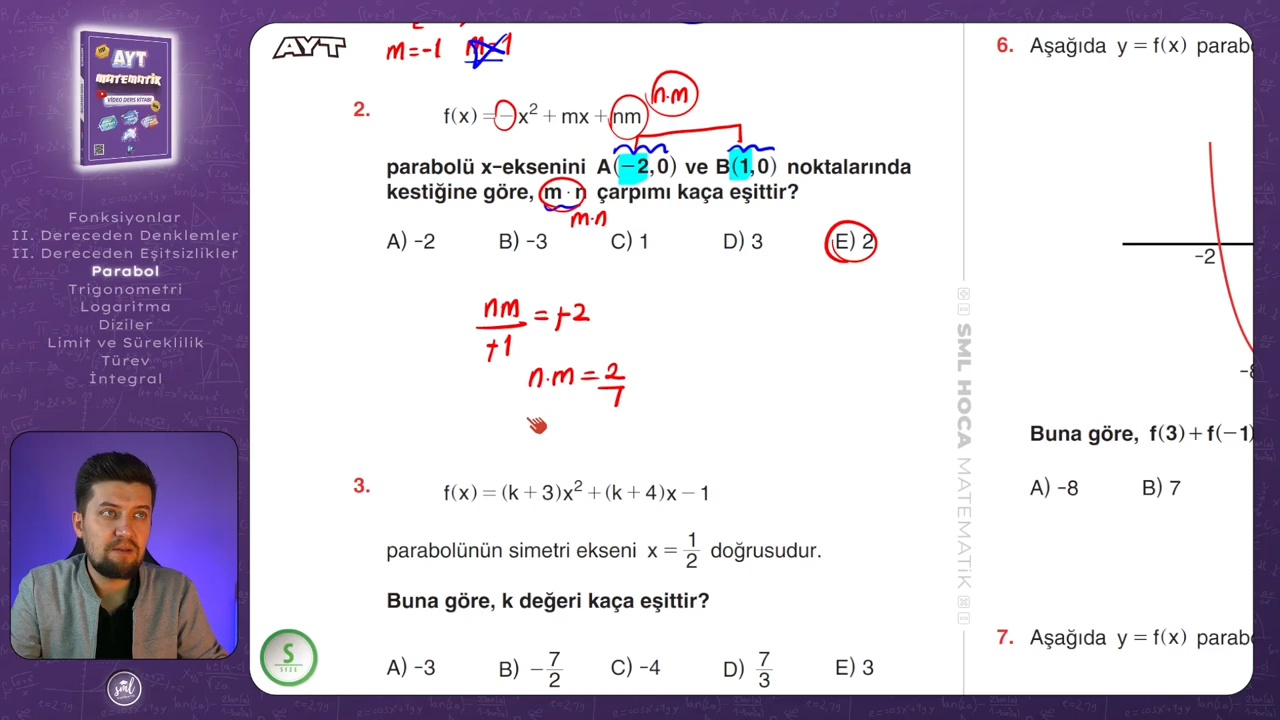 AYT
MATEMATİK
VİDEO DERS KİTABI
Fonksiyonlar
II. Dereceden Denklemler
II. Dereceden Eşitsizlikler
Parabol
Trigonometri
Logaritma
Diziler
Limit ve Süreklilik
Türev
İntegral
sml
S
SIZE
AYT
m=-1 m=1
2.
f(x) = -x² + mx + nm
n.m
parabolü x-eksenini A(-2,0) ve B(1,0) noktalarında
kestiğine göre, m · n çarpımı kaça eşittir?
m.n
A) -2 B) -3 C) 1 D) 3 E) 2
nm/+1 = +2
n.m = 2/7
3.
f(x) = (k + 3)x² + (k + 4)x - 1
parabolünün simetri ekseni x = 1/2 doğrusudur.
Buna göre, k değeri kaça eşittir?
A) -3 B) -7/2 C) -4 D) 7/3 E) 3
SML HOCA MATEMATİK
6. Aşağıda y = f(x)
-2
Buna göre, f(3)+f(-1)
A) -8 B) 7
7. Aşağıda y = f(x)